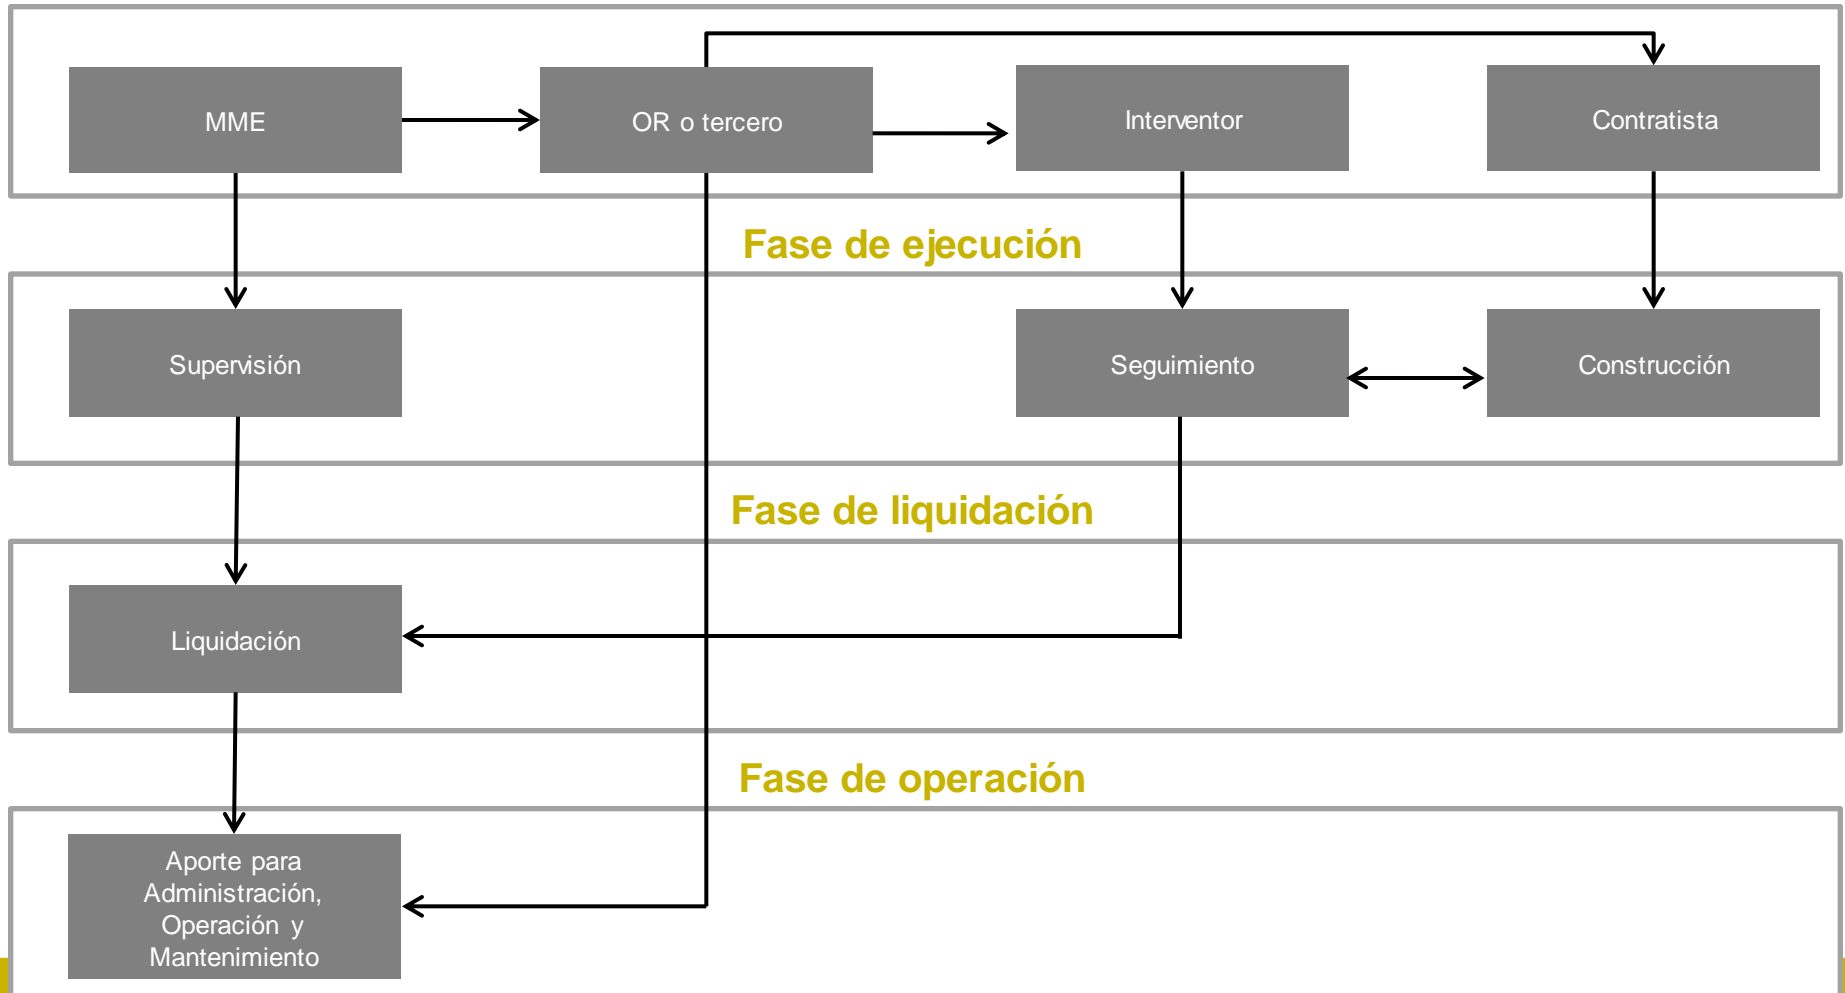 MME
OR o tercero
Interventor
Contratista
Fase de ejecución
Supervisión
Seguimiento
Construcción
Fase de liquidación
Liquidación
Fase de operación
Aporte para
Administración,
Operación y
Mantenimiento